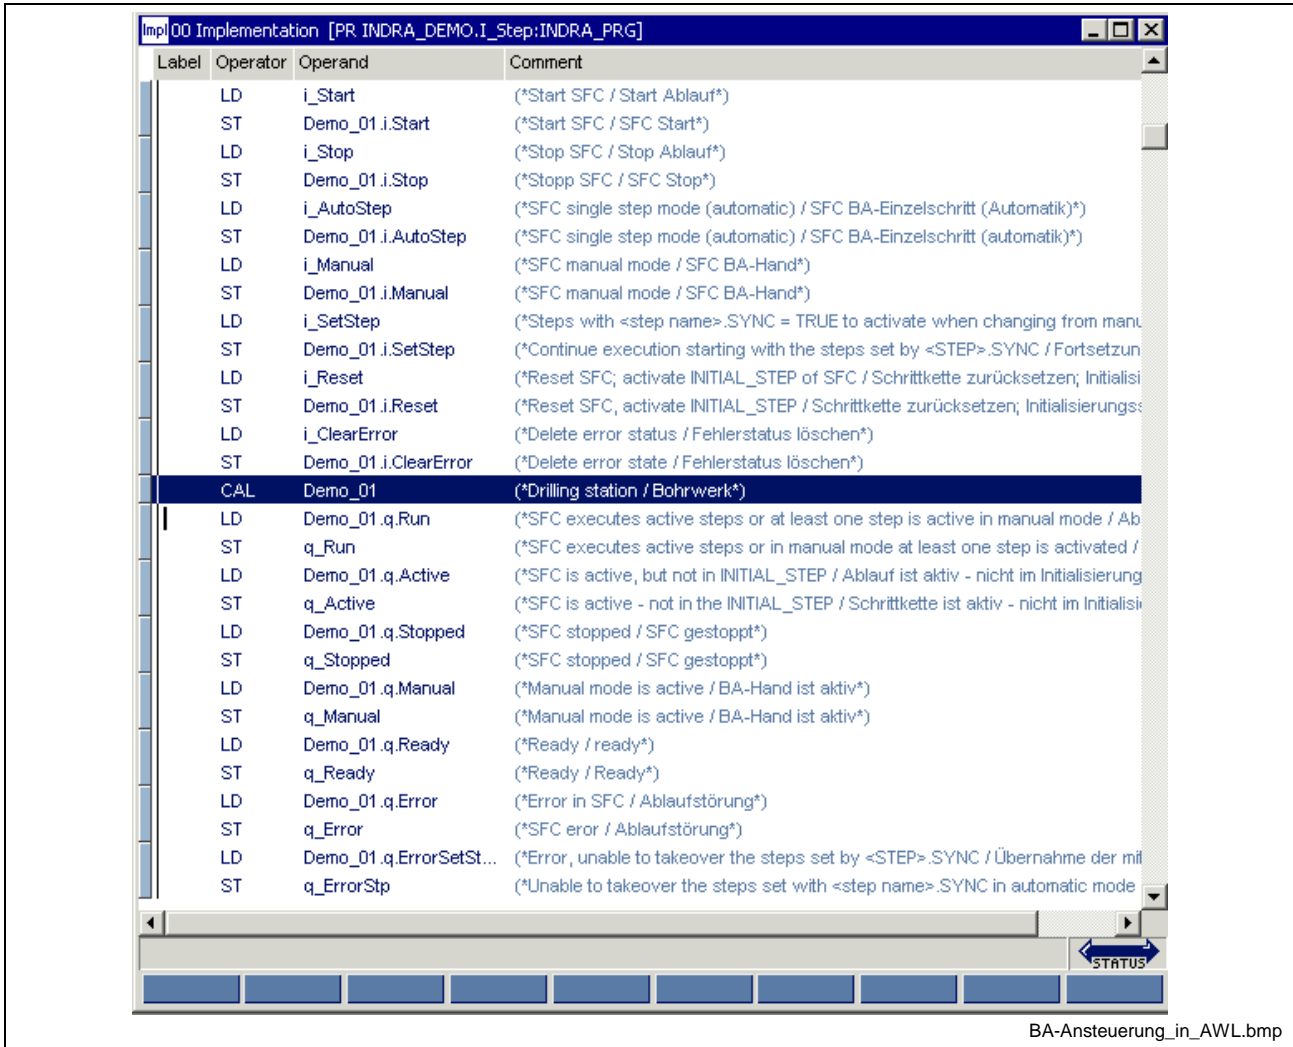 Impl 00 Implementation [PR INDRA_DEMO.I_Step:INDRA_PRG]
Label Operator Operand Comment
LD i_Start (*Start SFC / Start Ablauf*)
ST Demo_01.i.Start (*Start SFC / SFC Start*)
LD i_Stop (*Stop SFC / Stop Ablauf*)
ST Demo_01.i.Stop (*Stopp SFC / SFC Stop*)
LD i_AutoStep (*SFC single step mode (automatic) / SFC BA-Einzelschritt (Automatik)*)
ST Demo_01.i.AutoStep (*SFC single step mode (automatic) / SFC BA-Einzelschritt (automatik)*)
LD i_Manual (*SFC manual mode / SFC BA-Hand*)
ST Demo_01.i.Manual (*SFC manual mode / SFC BA-Hand*)
LD i_SetStep (*Steps with <step name>.SYNC = TRUE to activate when changing from manu
ST Demo_01.i.SetStep (*Continue execution starting with the steps set by <STEP>.SYNC / Fortsetzun
LD i_Reset (*Reset SFC; activate INITIAL_STEP of SFC / Schrittkette zurücksetzen; Initialisi
ST Demo_01.i.Reset (*Reset SFC, activate INITIAL_STEP / Schrittkette zurücksetzen; Initialisierungss
LD i_ClearError (*Delete error status / Fehlerstatus löschen*)
ST Demo_01.i.ClearError (*Delete error state / Fehlerstatus löschen*)
CAL Demo_01 (*Drilling station / Bohrwerk*)
LD Demo_01.q.Run (*SFC executes active steps or at least one step is active in manual mode / Ab
ST q_Run (*SFC executes active steps or in manual mode at least one step is activated /
LD Demo_01.q.Active (*SFC is active, but not in INITIAL_STEP / Ablauf ist aktiv - nicht im Initialisierung
ST q_Active (*SFC is active - not in the INITIAL_STEP / Schrittkette ist aktiv - nicht im Initialisi
LD Demo_01.q.Stopped (*SFC stopped / SFC gestoppt*)
ST q_Stopped (*SFC stopped / SFC gestoppt*)
LD Demo_01.q.Manual (*Manual mode is active / BA-Hand ist aktiv*)
ST q_Manual (*Manual mode is active / BA-Hand ist aktiv*)
LD Demo_01.q.Ready (*Ready / ready*)
ST q_Ready (*Ready / Ready*)
LD Demo_01.q.Error (*Error in SFC / Ablaufstörung*)
ST q_Error (*SFC eror / Ablaufstörung*)
LD Demo_01.q.ErrorSetSt... (*Error, unable to takeover the steps set by <STEP>.SYNC / Übernahme der mit
ST q_ErrorStp (*Unable to takeover the steps set with <step name>.SYNC in automatic mode
STATUS
BA-Ansteuerung_in_AWL.bmp